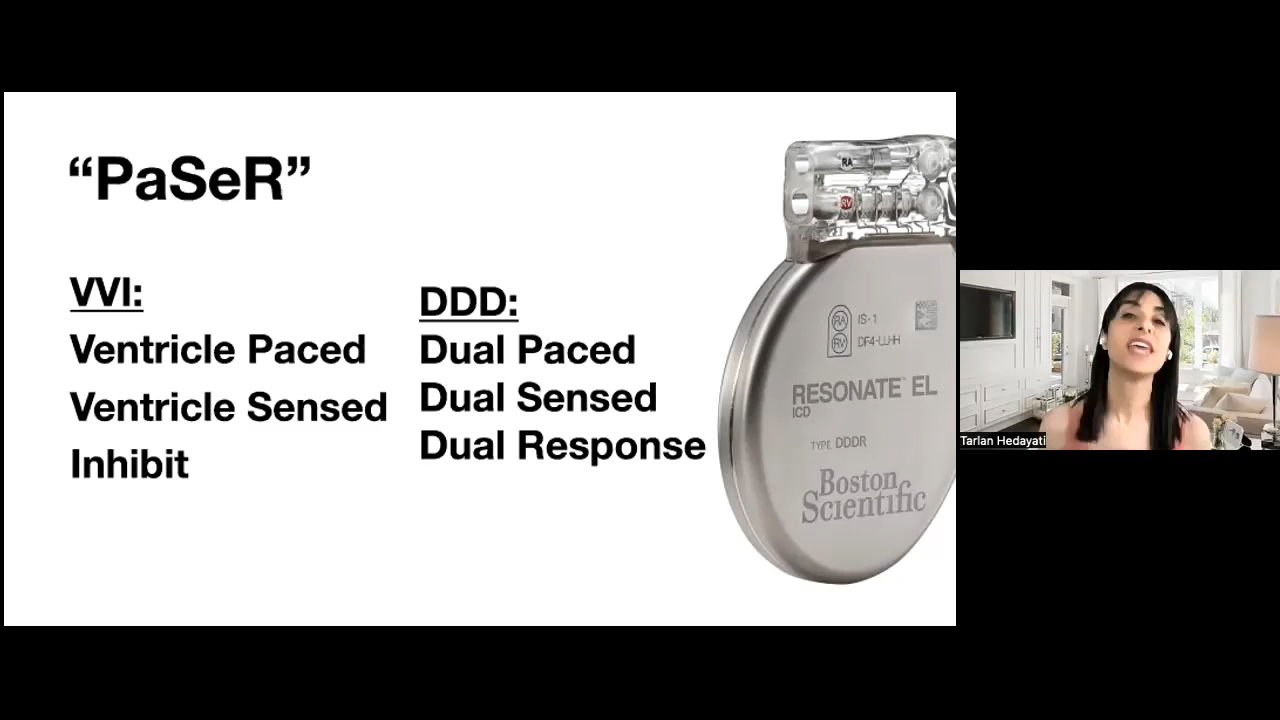 “PaSeR”
VVI:
Ventricle Paced
Ventricle Sensed
Inhibit
DDD:
Dual Paced
Dual Sensed
Dual Response
RA
RV
RA
RV
IS-1
DF4-LLHH
RESONATE™ EL
ICD
TYPE DDDR
Boston
Scientific
Tarlan Hedayati